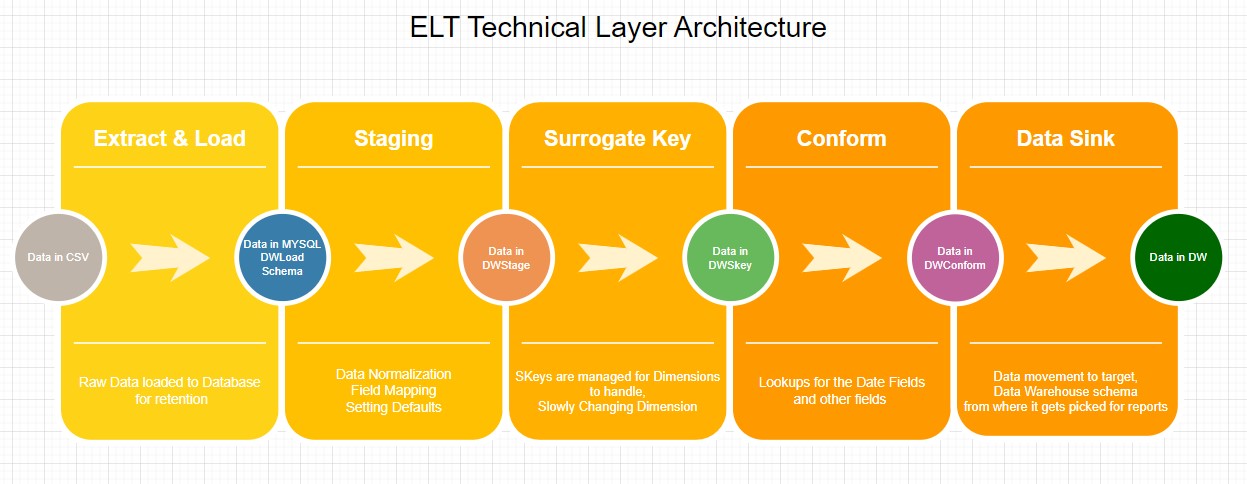 ELT Technical Layer Architecture
Extract & Load
Staging
Surrogate Key
Conform
Data Sink
Data in CSV
Data in MYSQL
DWLoad
Schema
Data in
DWStage
Data in
DWSkey
Data in
DWConform
Data in DW
Raw Data loaded to Database
for retention
Data Normalization
Field Mapping
Setting Defaults
SKeys are managed for Dimensions
to handle,
Slowly Changing Dimension
Lookups for the Date Fields
and other fields
Data movement to target,
Data Warehouse schema
from where it gets picked for reports